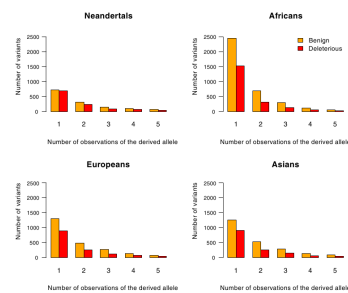 Neandertals
Number of variants
2500
2000
1500
1000
500
0
1 2 3 4 5
Number of observations of the derived allele
Africans
Number of variants
2500
2000
1500
1000
500
0
Benign
Deleterious
1 2 3 4 5
Number of observations of the derived allele
Europeans
Number of variants
2500
2000
1500
1000
500
0
1 2 3 4 5
Number of observations of the derived allele
Asians
Number of variants
2500
2000
1500
1000
500
0
1 2 3 4 5
Number of observations of the derived allele